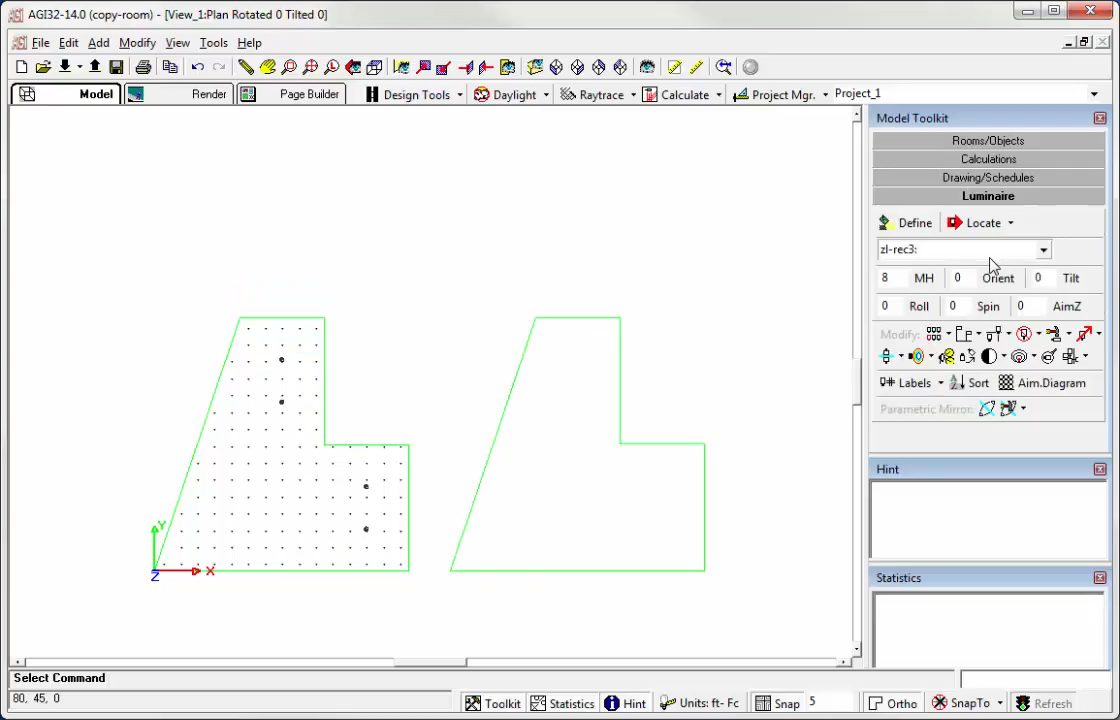 AGI32-14.0 (copy-room) - [View_1:Plan Rotated 0 Tilted 0]
File Edit Add Modify View Tools Help
Model Render Page Builder Design Tools Daylight Raytrace Calculate Project Mgr. Project_1
Model Toolkit
Rooms/Objects
Calculations
Drawing/Schedules
Luminaire
Define Locate
zl-rec3:
8 MH 0 Orient 0 Tilt
0 Roll 0 Spin 0 AimZ
Modify:
Labels Sort Aim.Diagram
Parametric Mirror:
Hint
Statistics
Y
Z X
Select Command
80, 45, 0
Toolkit Statistics Hint Units: ft- Fc Snap 5 Ortho SnapTo Refresh